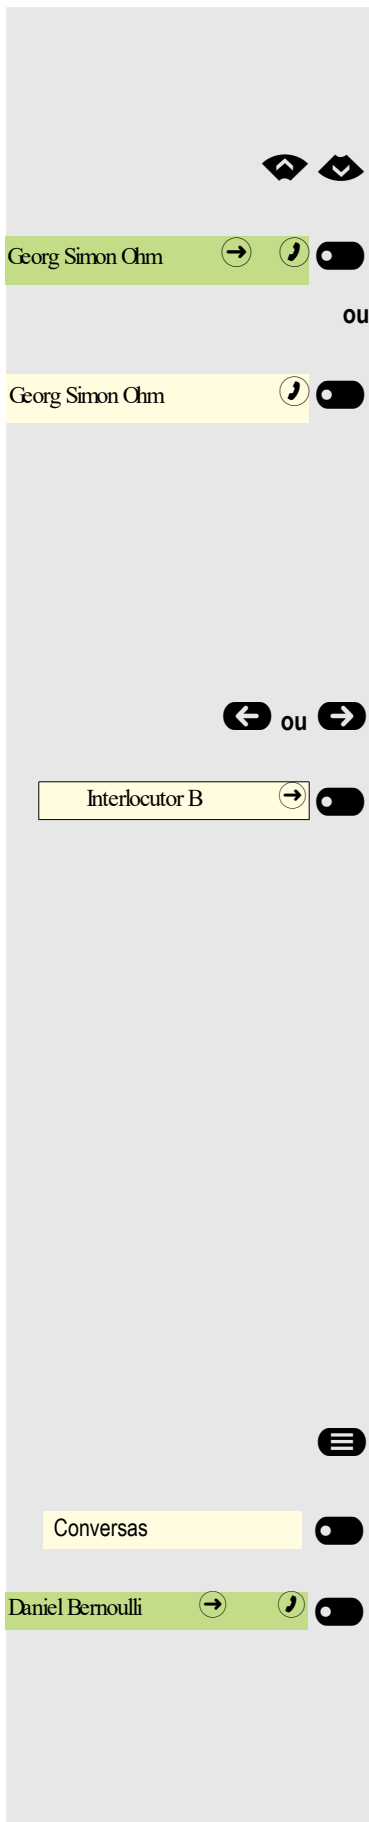 Georg Simon Ohm
ou
Georg Simon Ohm
ou
Interlocutor B
Conversas
Daniel Bernoulli